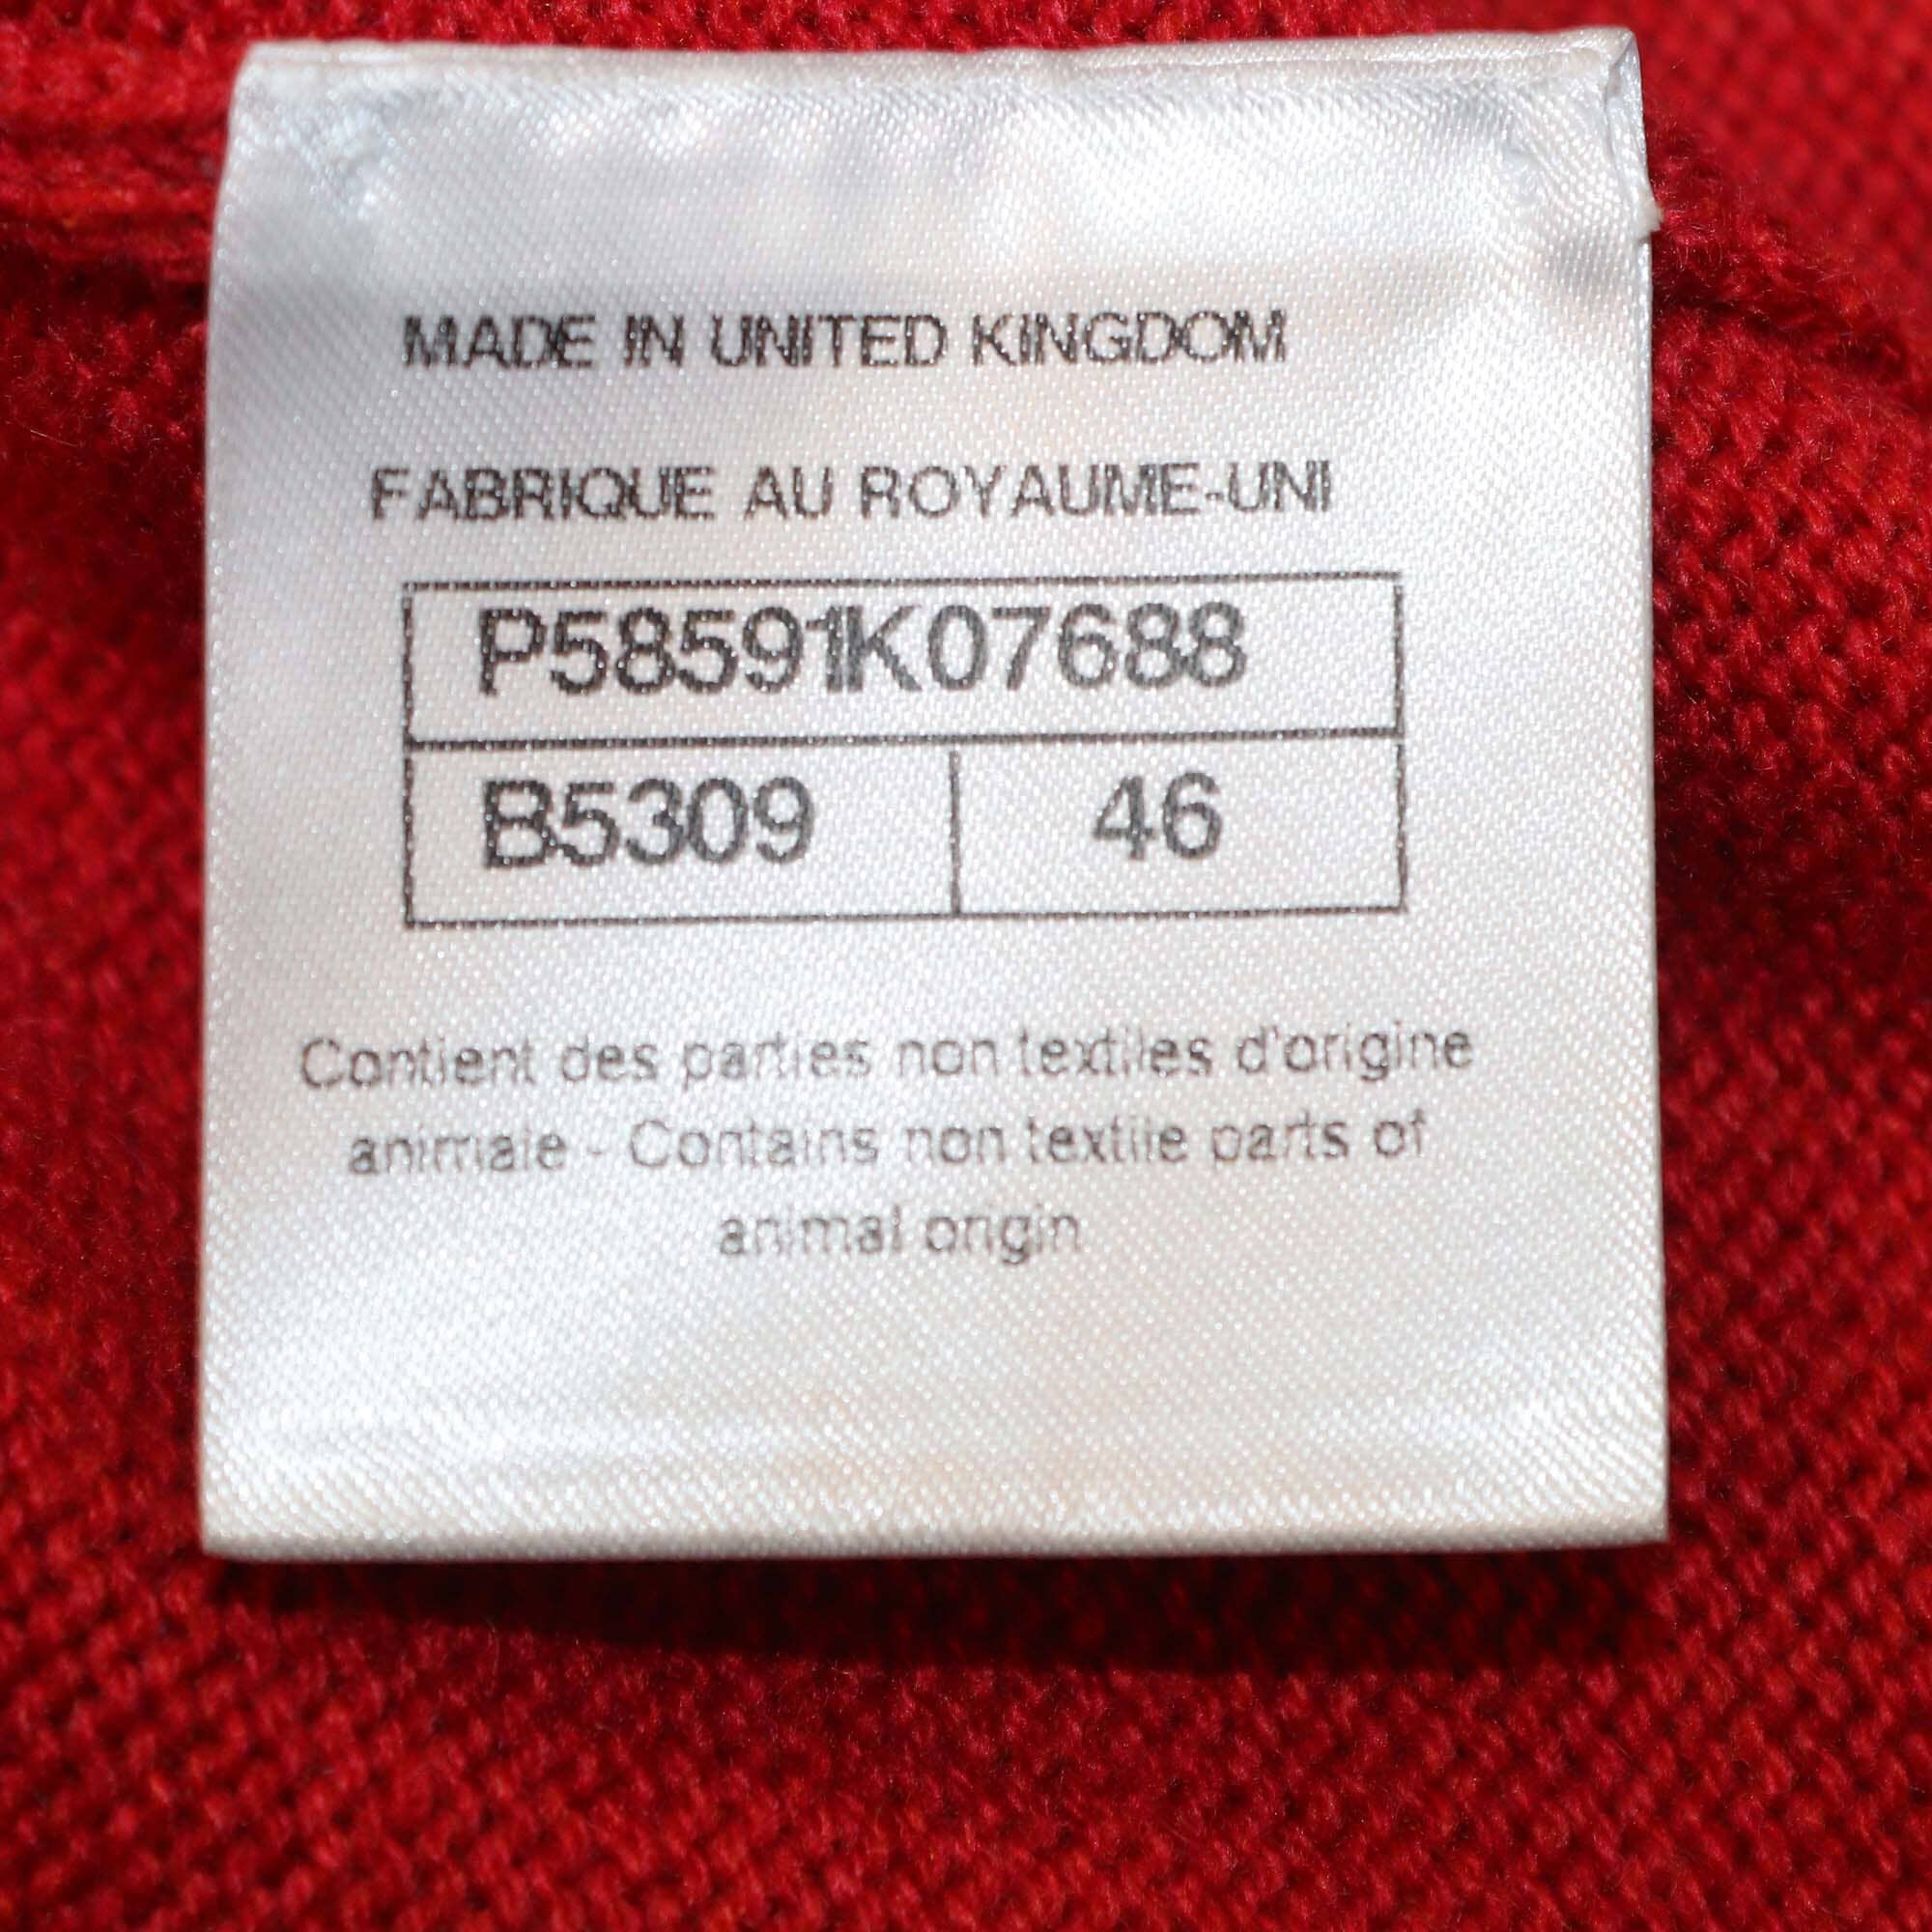 MADE IN UNITED KINGDOM
FABRIQUE AU ROYAUME-UNI
P58591K07688
B5309 46
Contient des parties non textiles d'origine
animale - Contains non textile parts of
animal origin